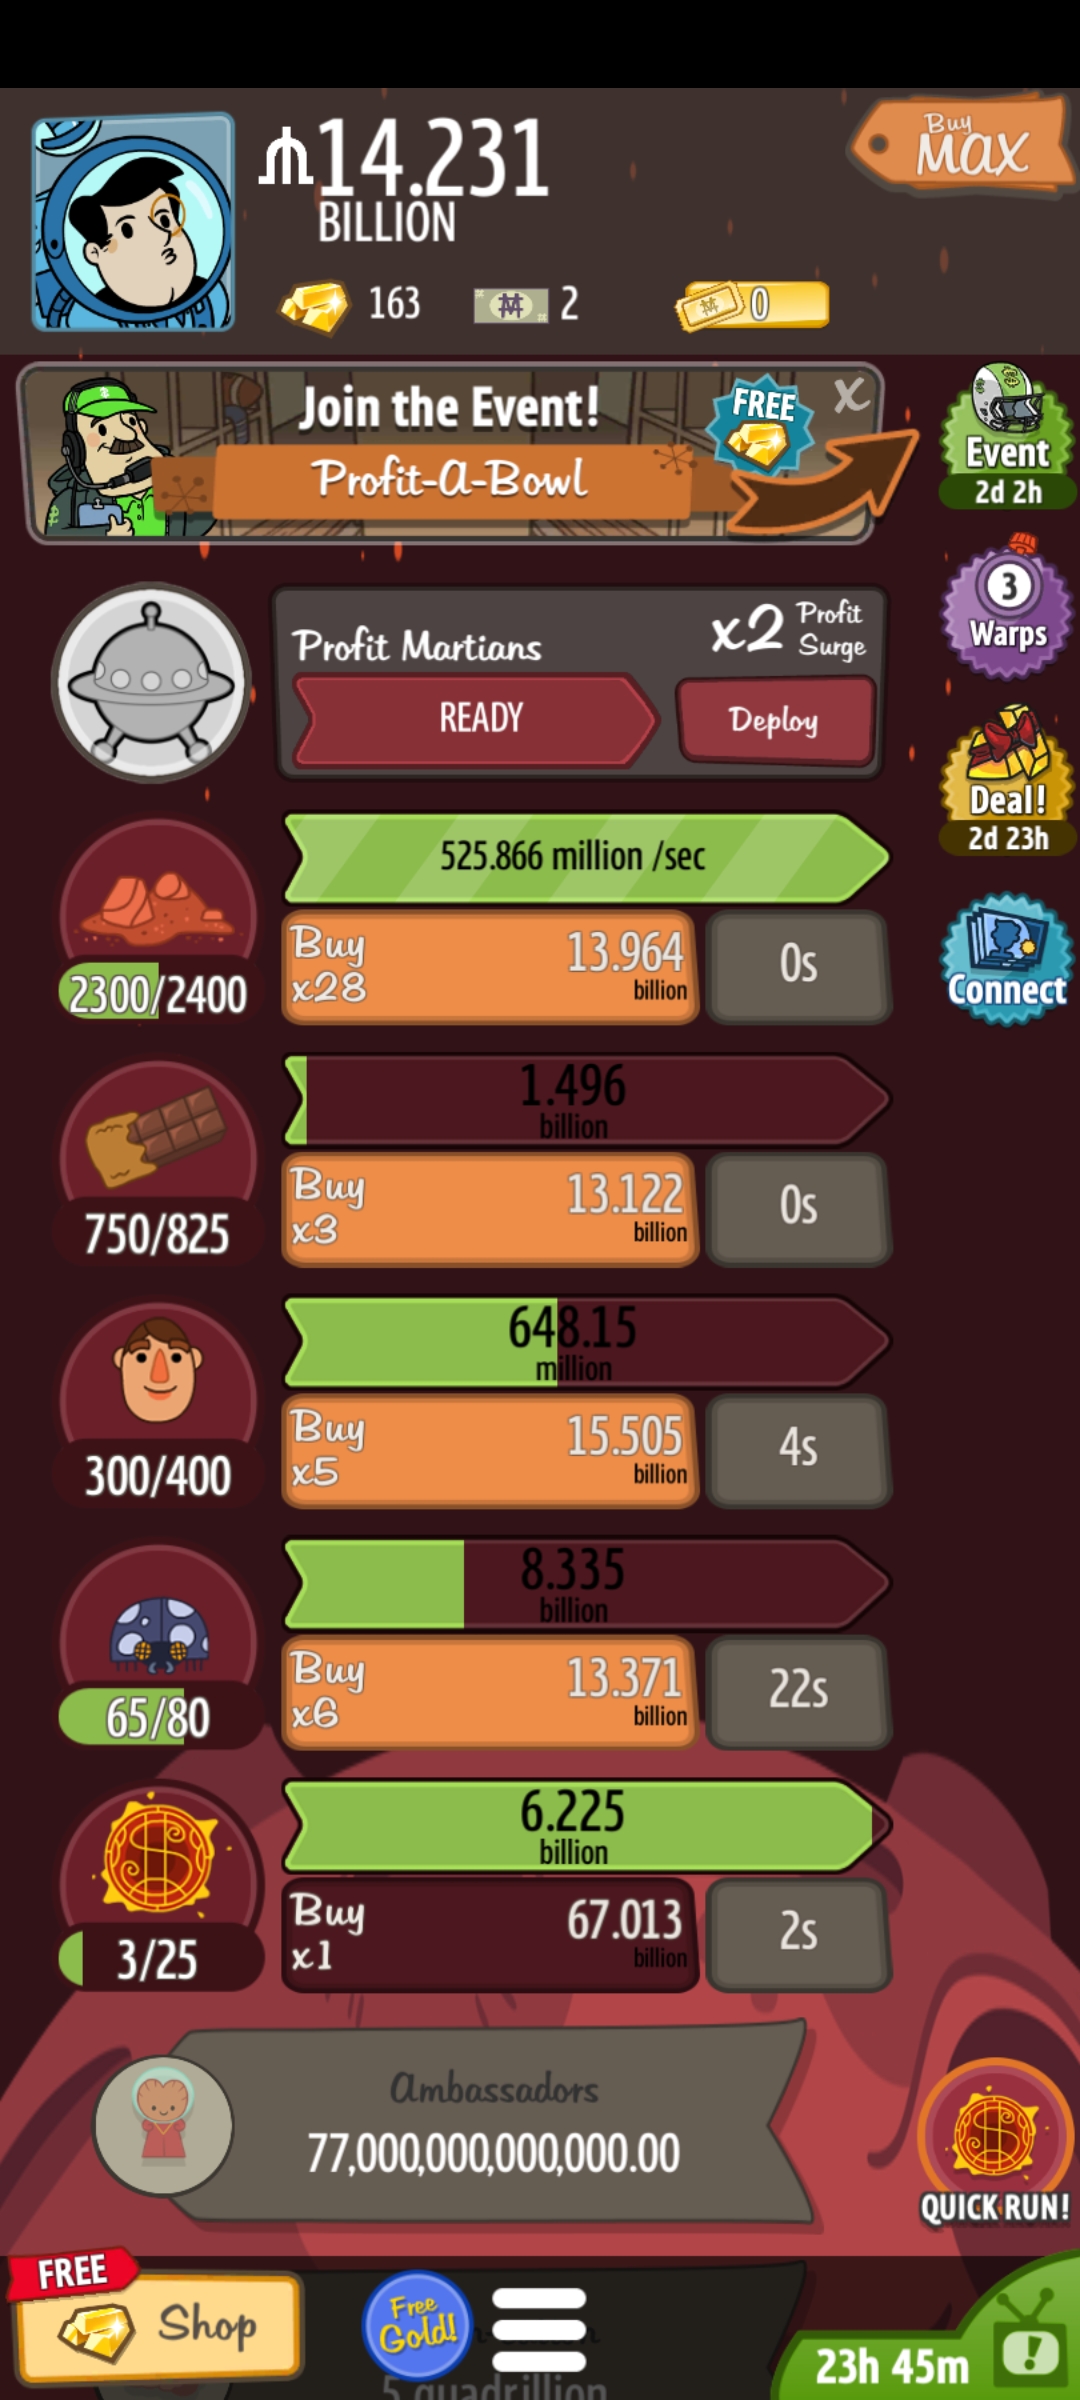 ₼14.231
BILLION
Buy
MAX
163
2
0
Join the Event!
FREE
X
Profit-A-Bowl
Event
2d 2h
3
Warps
Profit Martians
x2 Profit Surge
READY
Deploy
Deal!
2d 23h
525.866 million /sec
Buy
x28
13.964
billion
0s
2300/2400
Connect
1.496
billion
Buy
x3
13.122
billion
0s
750/825
648.15
million
Buy
x5
15.505
billion
4s
300/400
8.335
billion
Buy
x6
13.371
billion
22s
65/80
6.225
billion
Buy
x1
67.013
billion
2s
3/25
Ambassadors
77,000,000,000,000.00
QUICK RUN!
FREE
Shop
Free
Gold!
23h 45m
5 quadrillion